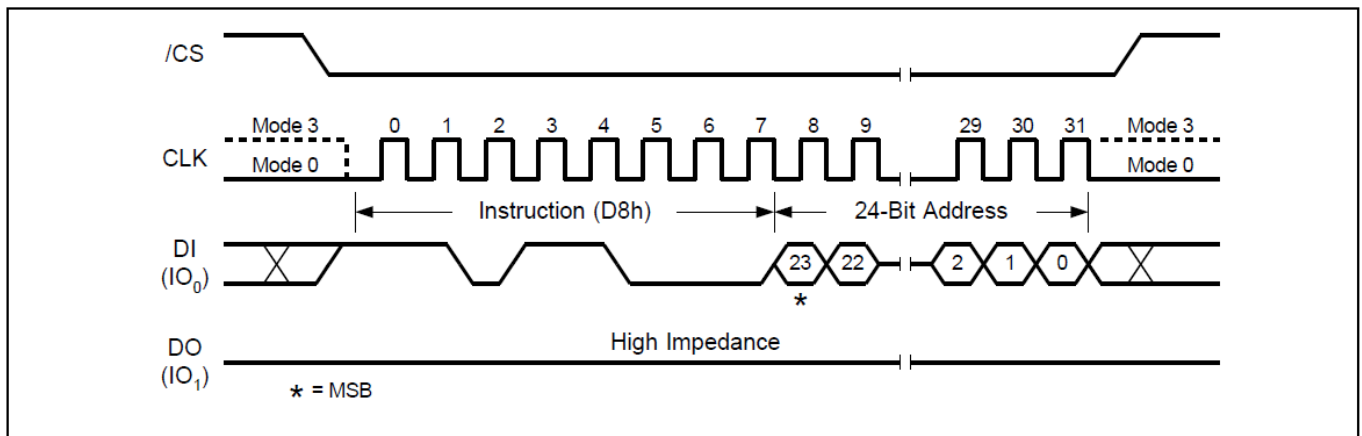 /CS
Mode 3 0 1 2 3 4 5 6 7 8 9 29 30 31 Mode 3
CLK
Mode 0 Mode 0
Instruction (D8h) 24-Bit Address
DI
(IO₀) 23 22 2 1 0
*
High Impedance
DO
(IO₁)
* = MSB